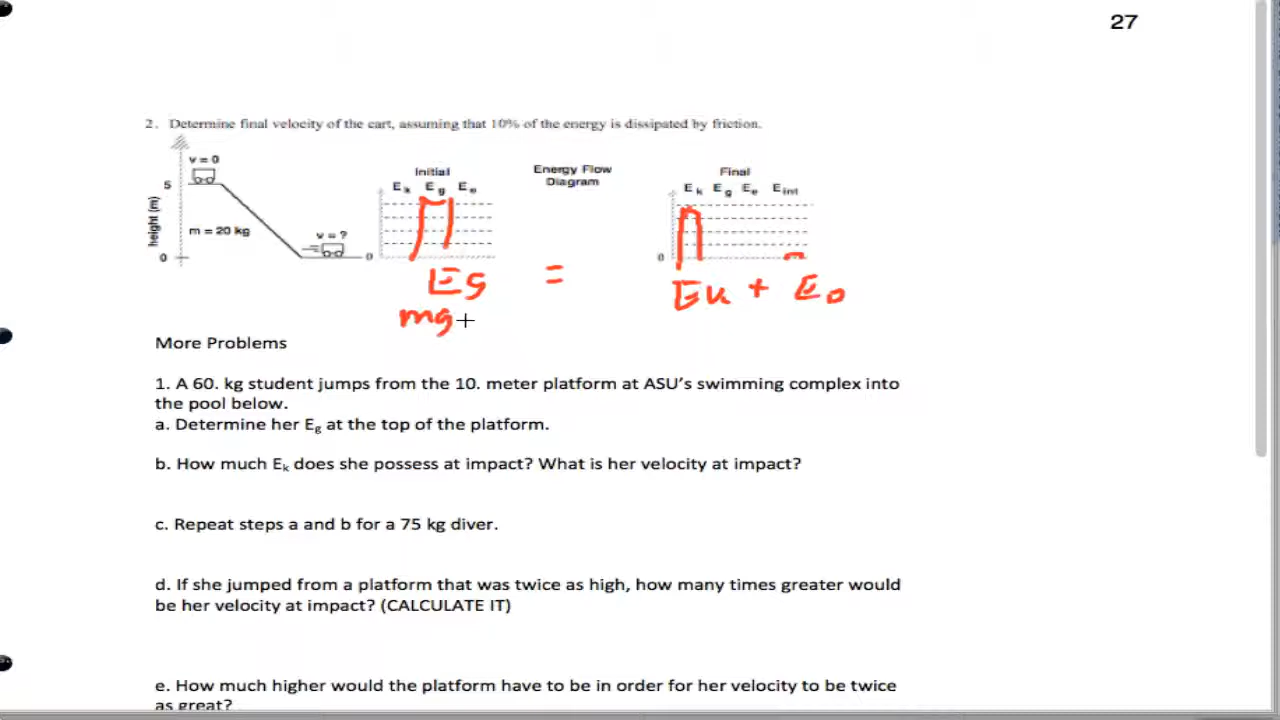 27
2. Determine final velocity of the cart, assuming that 10% of the energy is dissipated by friction.
v = 0
5
height (m)
m = 20 kg
v = ?
0
Initial
Ek Eg Ee
0
Energy Flow
Diagram
Final
Ek Eg Ee Eint
0
Eg = Ek + E
mg
More Problems
1. A 60. kg student jumps from the 10. meter platform at ASU's swimming complex into
the pool below.
a. Determine her Eg at the top of the platform.
b. How much Ek does she possess at impact? What is her velocity at impact?
c. Repeat steps a and b for a 75 kg diver.
d. If she jumped from a platform that was twice as high, how many times greater would
be her velocity at impact? (CALCULATE IT)
e. How much higher would the platform have to be in order for her velocity to be twice
as great?